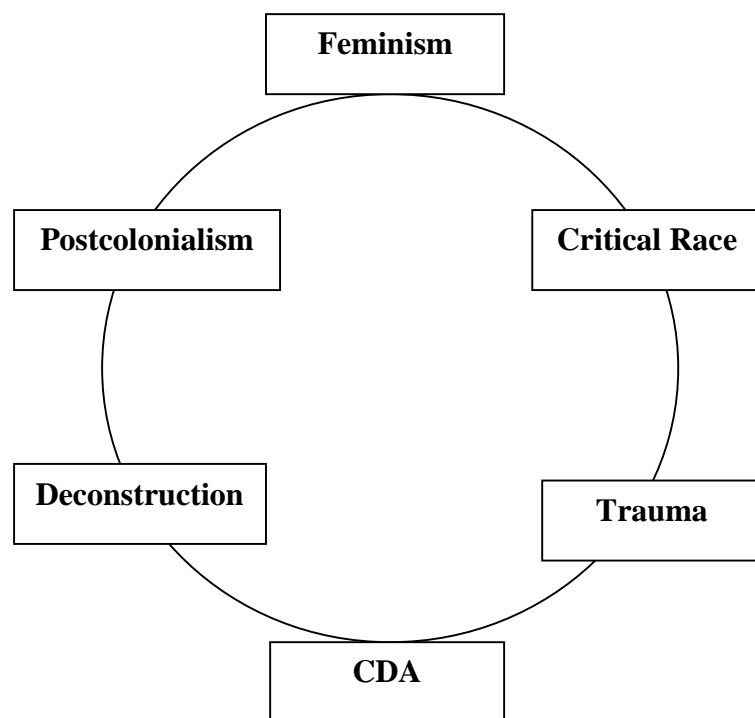 Feminism
Postcolonialism
Critical Race
Deconstruction
Trauma
CDA